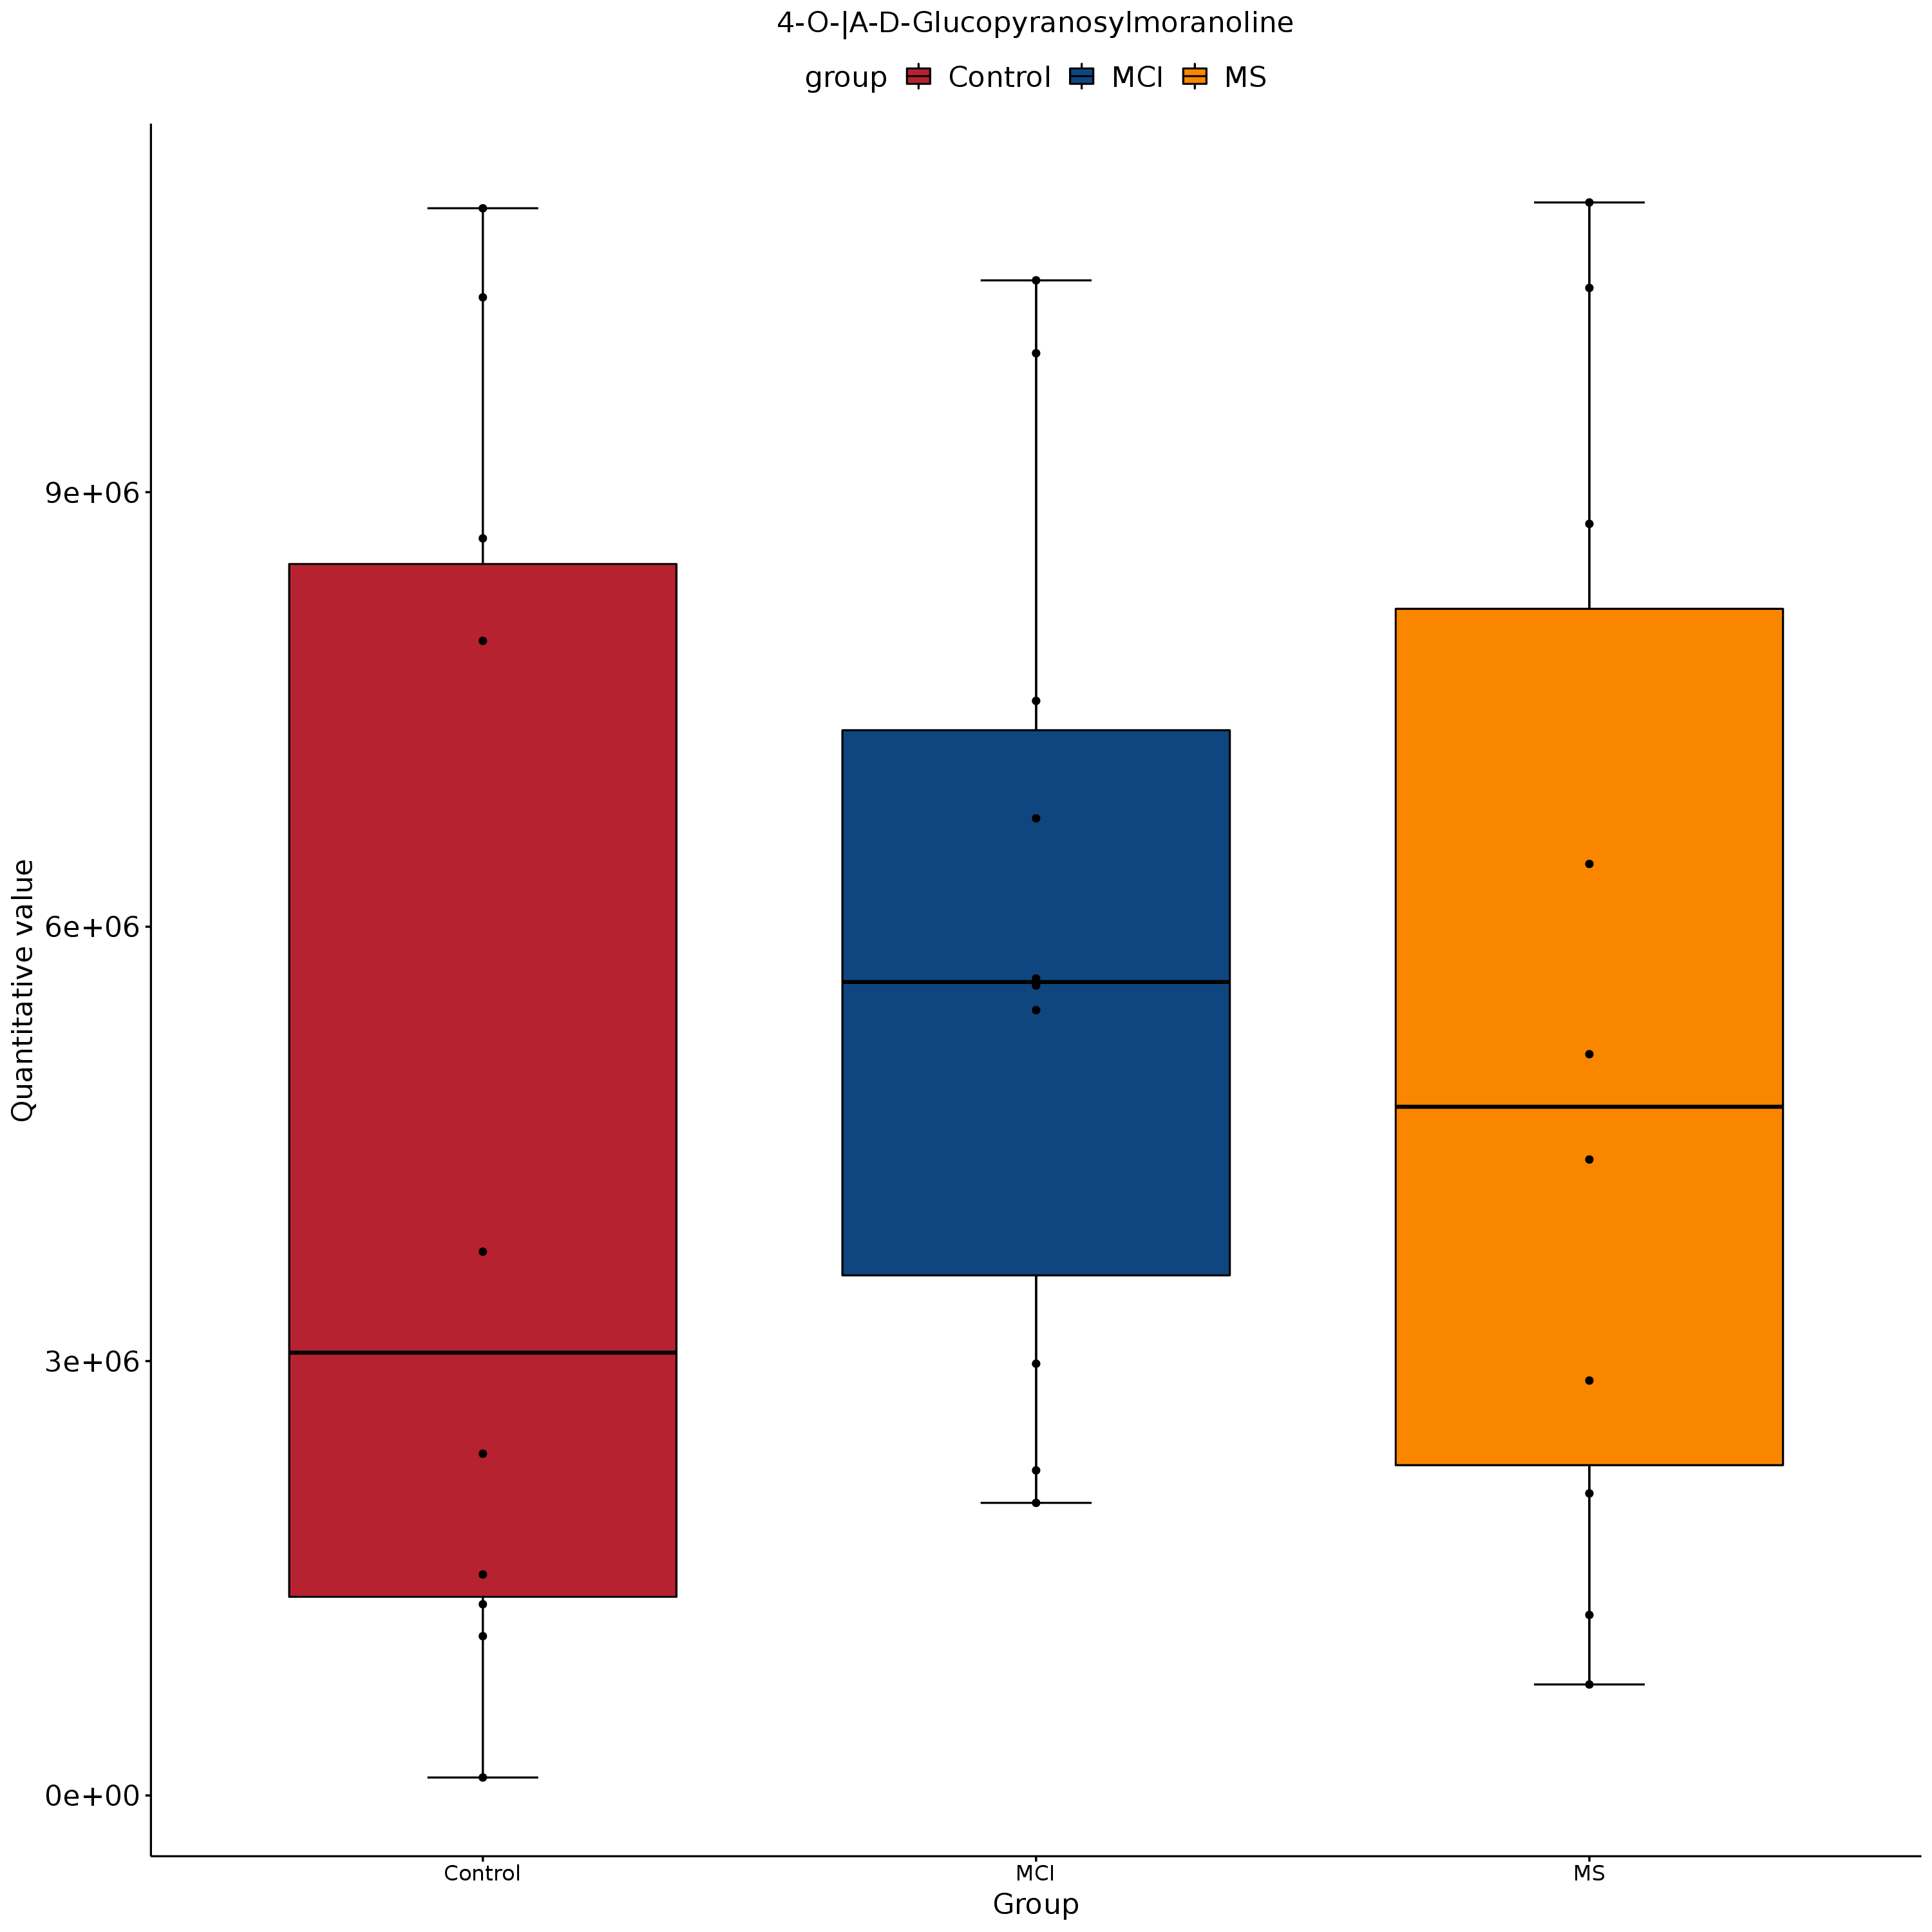 4-O-|A-D-Glucopyranosylmoranoline
group Control MCI MS
Quantitative value
9e+06
6e+06
3e+06
0e+00
Control MCI MS
Group